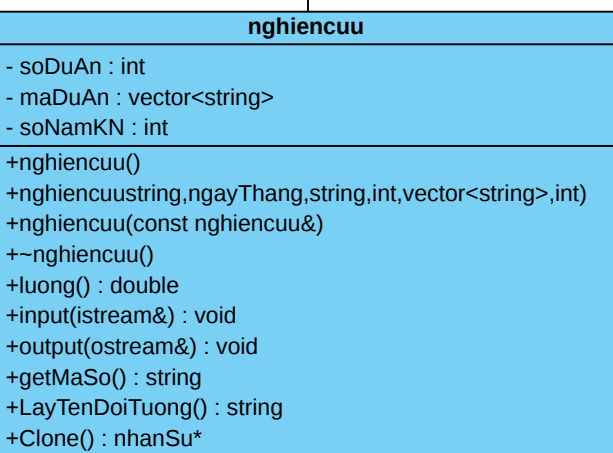 nghiencuu
- soDuAn : int
- maDuAn : vector<string>
- soNamKN : int
+nghiencuu()
+nghiencuustring,ngayThang,string,int,vector<string>,int)
+nghiencuu(const nghiencuu&)
+~nghiencuu()
+luong() : double
+input(istream&) : void
+output(ostream&) : void
+getMaSo() : string
+LayTenDoiTuong() : string
+Clone() : nhanSu*